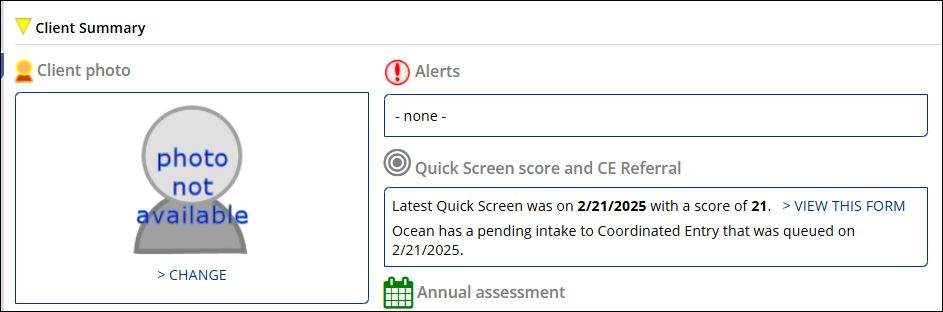 Client Summary
Client photo
photo
not
available
> CHANGE
Alerts
- none -
Quick Screen score and CE Referral
Latest Quick Screen was on 2/21/2025 with a score of 21. > VIEW THIS FORM
Ocean has a pending intake to Coordinated Entry that was queued on
2/21/2025.
Annual assessment